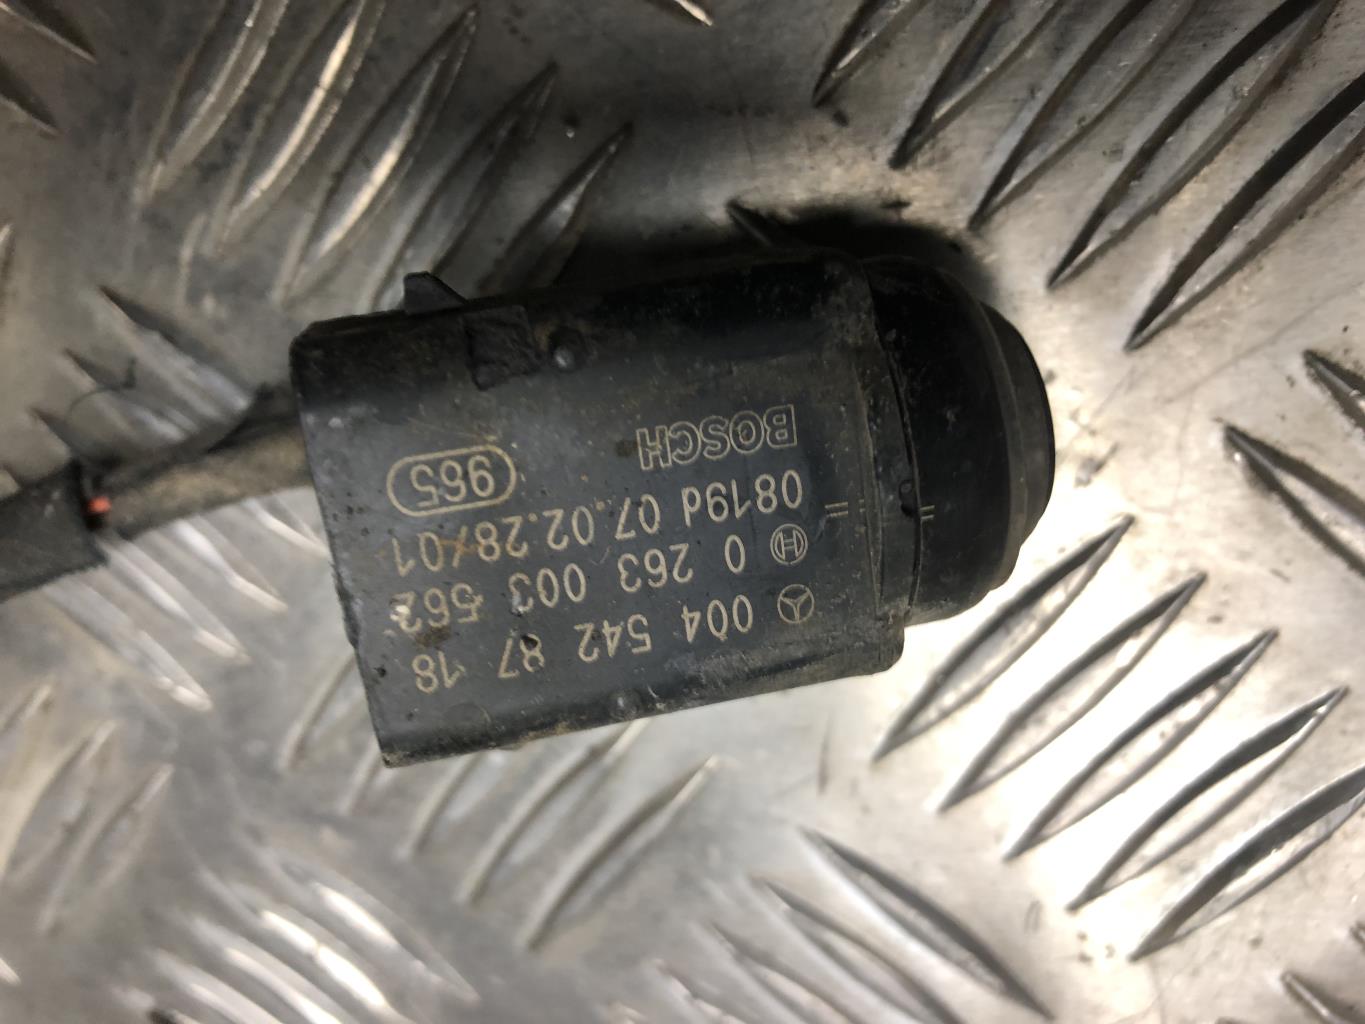 004 542 87 18
0 263 003 562
0819d 07.02.28/01
BOSCH 965